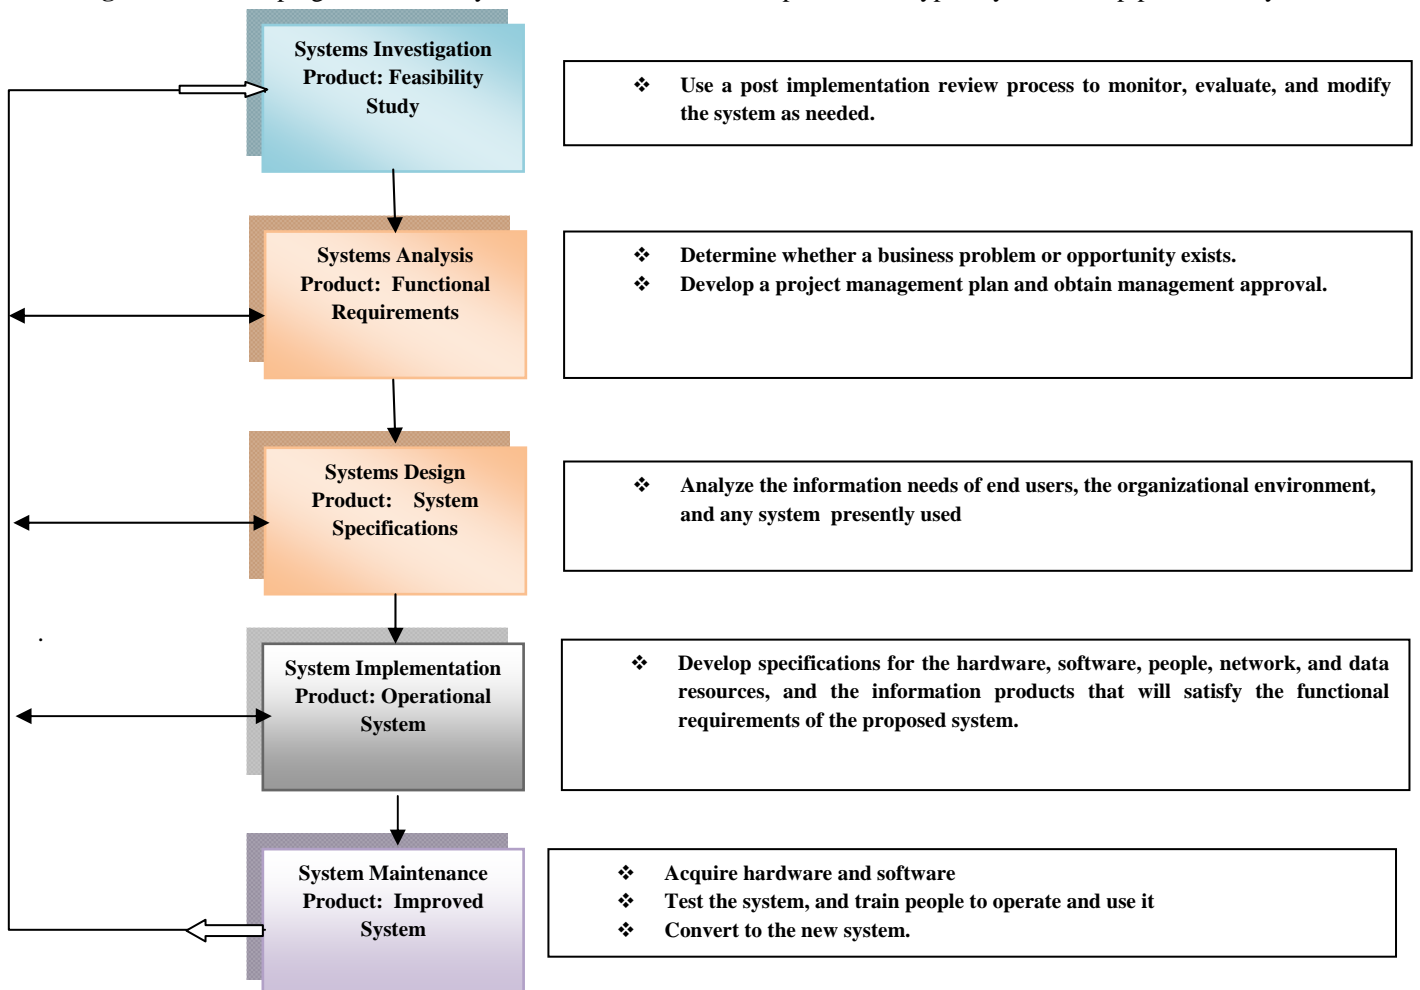 Systems Investigation
Product: Feasibility
Study
❖ Use a post implementation review process to monitor, evaluate, and modify
the system as needed.
Systems Analysis
Product: Functional
Requirements
❖ Determine whether a business problem or opportunity exists.
❖ Develop a project management plan and obtain management approval.
Systems Design
Product: System
Specifications
❖ Analyze the information needs of end users, the organizational environment,
and any system presently used
.
System Implementation
Product: Operational
System
❖ Develop specifications for the hardware, software, people, network, and data
resources, and the information products that will satisfy the functional
requirements of the proposed system.
System Maintenance
Product: Improved
System
❖ Acquire hardware and software
❖ Test the system, and train people to operate and use it
❖ Convert to the new system.